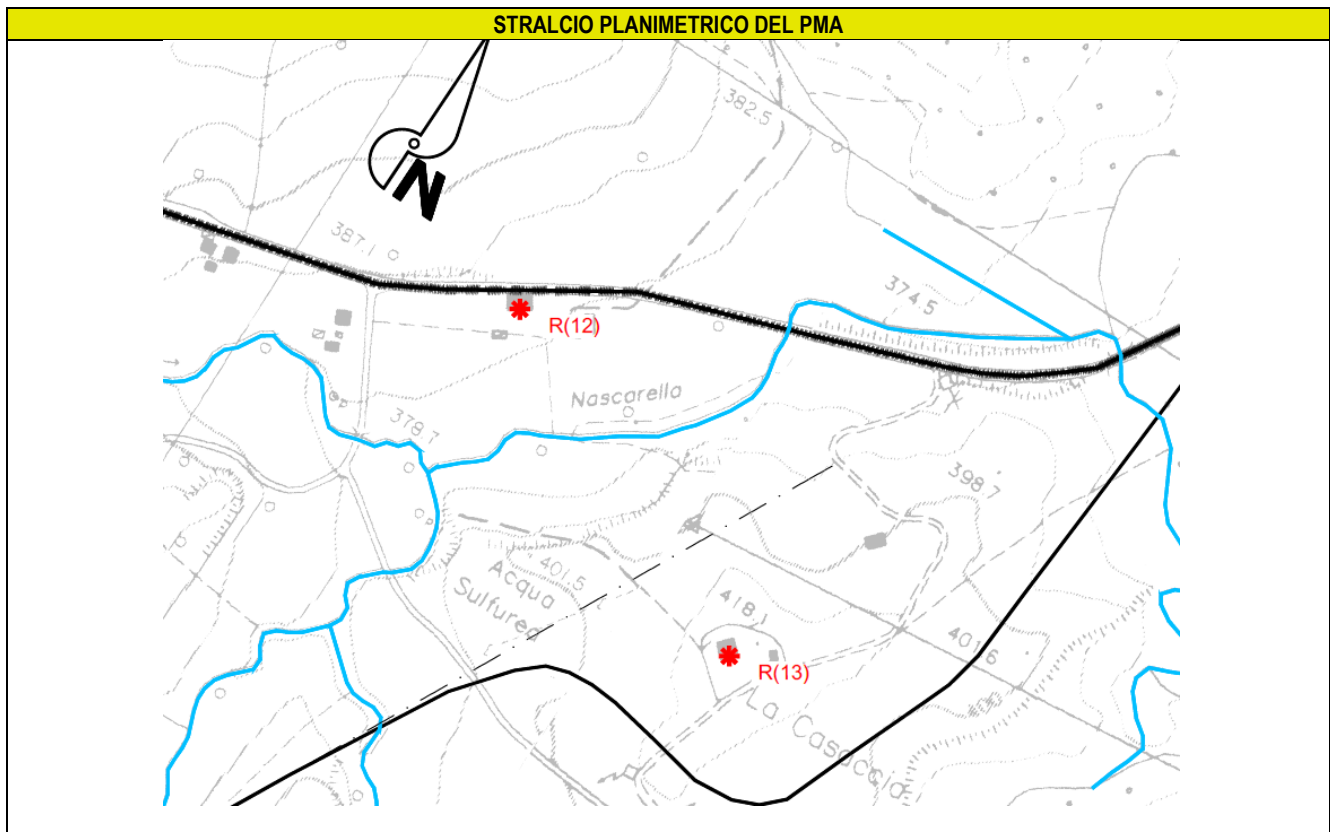 STRALCIO PLANIMETRICO DEL PMA
382.5
N
387.1
374.5
R(12)
Nascarella
378.7
398.7
401.5
Acqua
Sulfurea
418.1
401.6
R(13)
La Casaccia